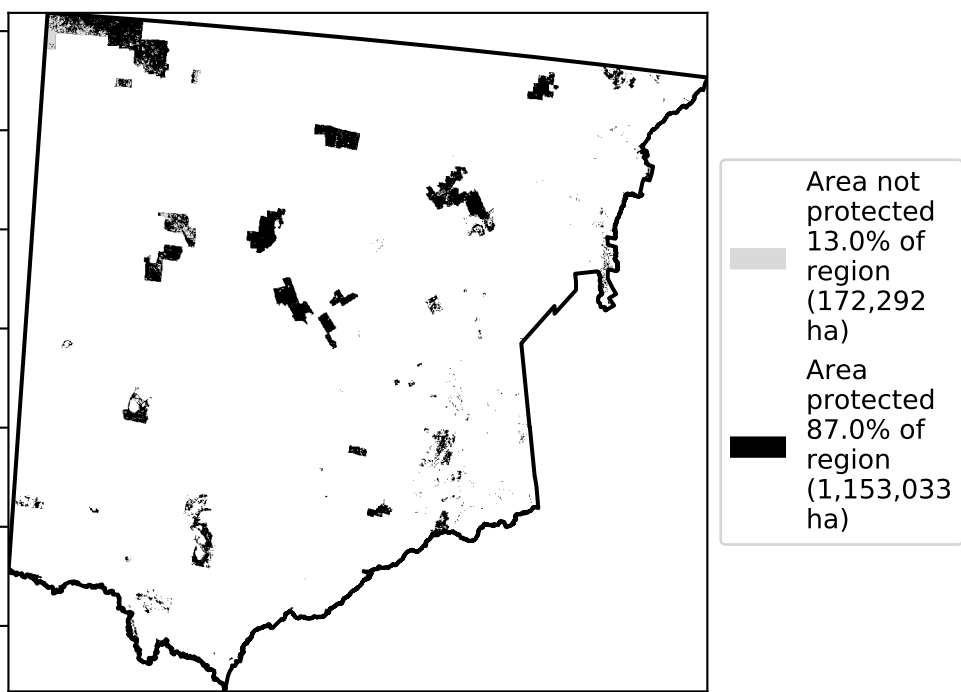 Area not
protected
13.0% of
region
(172,292
ha)
Area
protected
87.0% of
region
(1,153,033
ha)